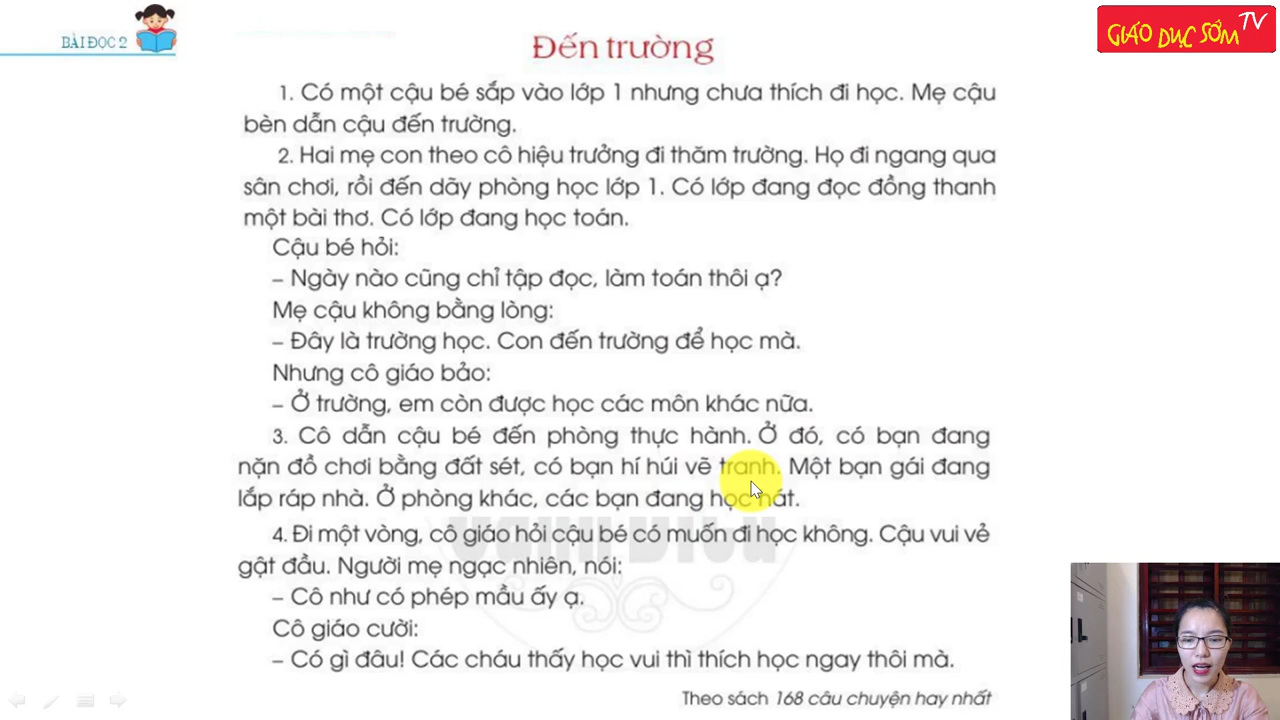 BÀI ĐỌC 2
GIÁO DỤC SỚM TV
Đến trường
1. Có một cậu bé sắp vào lớp 1 nhưng chưa thích đi học. Mẹ cậu
bèn dẫn cậu đến trường.
2. Hai mẹ con theo cô hiệu trưởng đi thăm trường. Họ đi ngang qua
sân chơi, rồi đến dãy phòng học lớp 1. Có lớp đang đọc đồng thanh
một bài thơ. Có lớp đang học toán.
Cậu bé hỏi:
– Ngày nào cũng chỉ tập đọc, làm toán thôi ạ?
Mẹ cậu không bằng lòng:
– Đây là trường học. Con đến trường để học mà.
Nhưng cô giáo bảo:
– Ở trường, em còn được học các môn khác nữa.
3. Cô dẫn cậu bé đến phòng thực hành. Ở đó, có bạn đang
nặn đồ chơi bằng đất sét, có bạn hí húi vẽ tranh. Một bạn gái đang
lắp ráp nhà. Ở phòng khác, các bạn đang học hát.
4. Đi một vòng, cô giáo hỏi cậu bé có muốn đi học không. Cậu vui vẻ
gật đầu. Người mẹ ngạc nhiên, nói:
– Cô như có phép mầu ấy ạ.
Cô giáo cười:
– Có gì đâu! Các cháu thấy học vui thì thích học ngay thôi mà.
Theo sách 168 câu chuyện hay nhất